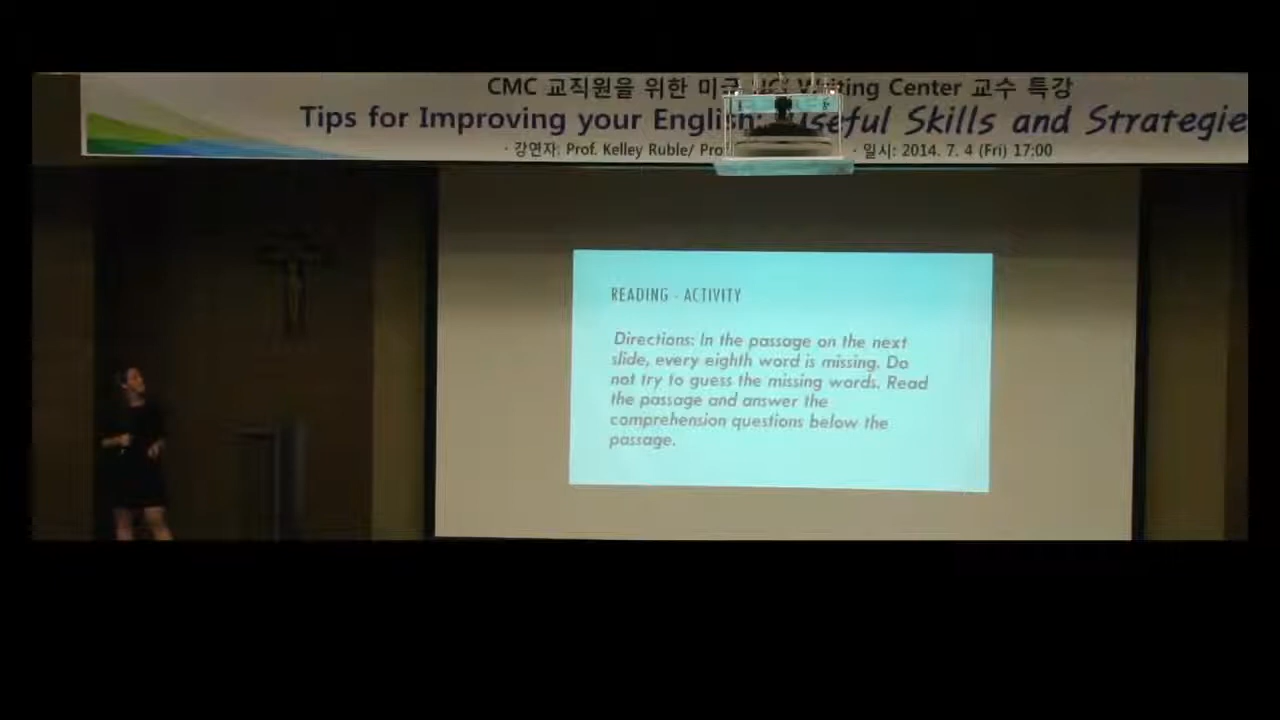 CMC 교직원을 위한 미국 UCI Writing Center 교수 특강
Tips for Improving your English: Useful Skills and Strategie
· 강연자: Prof. Kelley Ruble/ Pro
· 일시: 2014. 7. 4 (Fri) 17:00
READING - ACTIVITY
Directions: In the passage on the next
slide, every eighth word is missing. Do
not try to guess the missing words. Read
the passage and answer the
comprehension questions below the
passage.